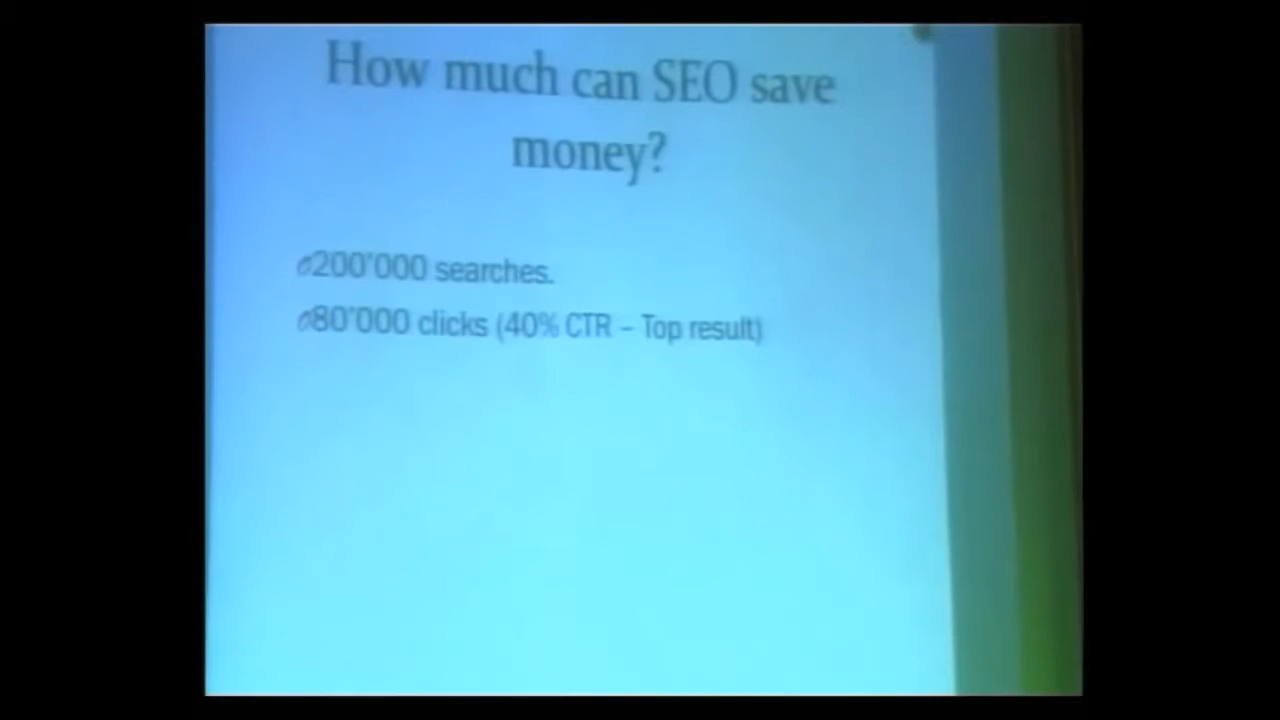 How much can SEO save
money?
200'000 searches.
80'000 clicks (40% CTR – Top result)